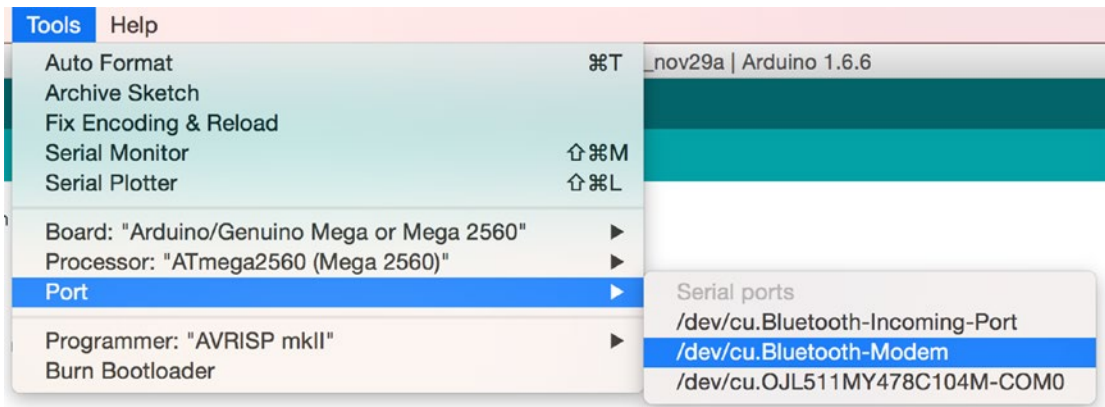 Tools Help
_nov29a | Arduino 1.6.6
Auto Format ⌘T
Archive Sketch
Fix Encoding & Reload
Serial Monitor ⇧⌘M
Serial Plotter ⇧⌘L
Board: "Arduino/Genuino Mega or Mega 2560"
Processor: "ATmega2560 (Mega 2560)"
Port
Serial ports
/dev/cu.Bluetooth-Incoming-Port
/dev/cu.Bluetooth-Modem
/dev/cu.OJL511MY478C104M-COM0
Programmer: "AVRISP mkII"
Burn Bootloader